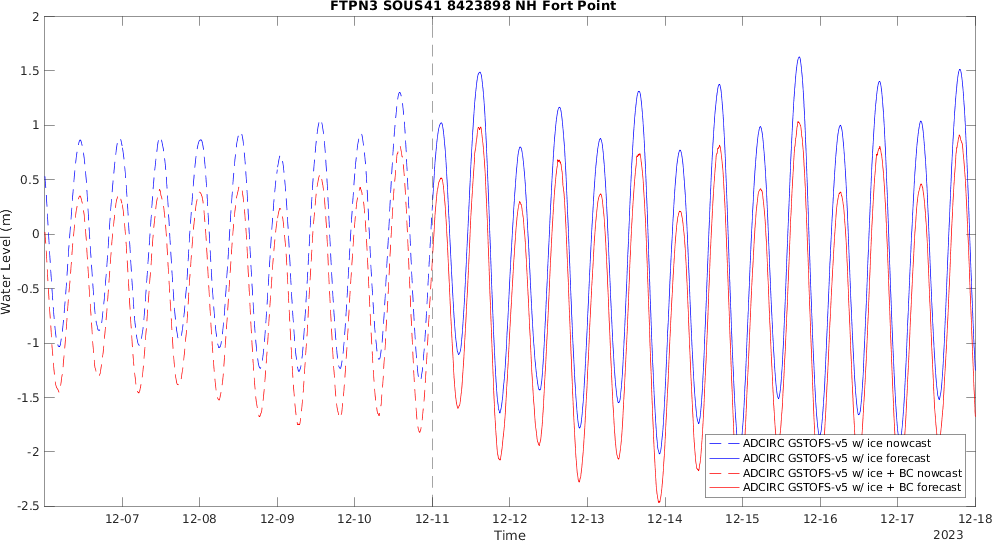 FTPN3 SOUS41 8423898 NH Fort Point
2
1.5
1
0.5
0
-0.5
-1
-1.5
-2
-2.5
Water Level (m)
ADCIRC GSTOFS-v5 w/ ice nowcast
ADCIRC GSTOFS-v5 w/ ice forecast
ADCIRC GSTOFS-v5 w/ ice + BC nowcast
ADCIRC GSTOFS-v5 w/ ice + BC forecast
12-07 12-08 12-09 12-10 12-11 12-12 12-13 12-14 12-15 12-16 12-17 12-18
Time
2023